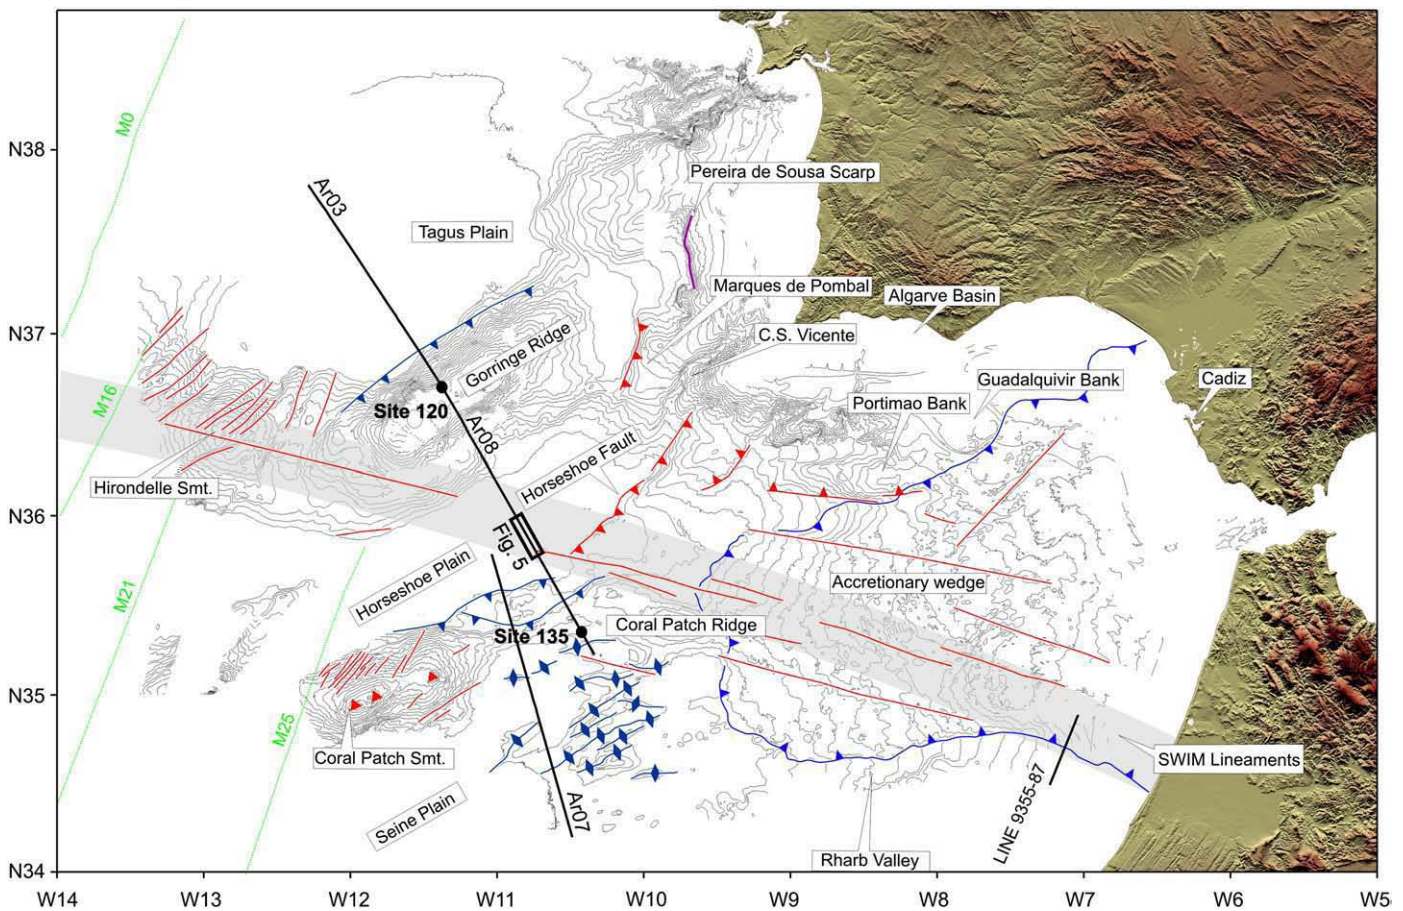 N38
N37
N36
N35
N34
W14
W13
W12
W11
W10
W9
W8
W7
W6
W5
M0
M16
M21
M25
Ar03
Tagus Plain
Pereira de Sousa Scarp
Marques de Pombal
Algarve Basin
C.S. Vicente
Gorringe Ridge
Site 120
Ar08
Guadalquivir Bank
Portimao Bank
Cadiz
Horseshoe Fault
Hirondelle Smt.
Fig. 5
Horseshoe Plain
Accretionary wedge
Coral Patch Ridge
Site 135
Coral Patch Smt.
SWIM Lineaments
Seine Plain
Ar07
Rharb Valley
LINE 9355-87